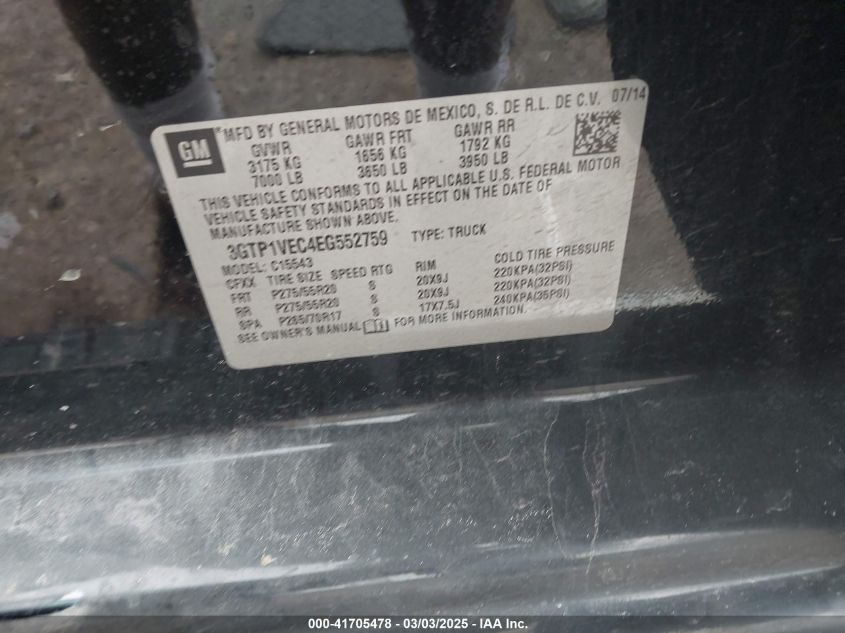 GM
*MFD BY GENERAL MOTORS DE MEXICO, S. DE R.L. DE C.V. 07/14
GVWR GAWR FRT GAWR RR
3175 KG 1656 KG 1792 KG
7000 LB 3650 LB 3950 LB
THIS VEHICLE CONFORMS TO ALL APPLICABLE U.S. FEDERAL MOTOR
VEHICLE SAFETY STANDARDS IN EFFECT ON THE DATE OF
MANUFACTURE SHOWN ABOVE.
3GTP1VEC4EG552759 TYPE: TRUCK
MODEL: C15543
CFXX TIRE SIZE SPEED RTG RIM COLD TIRE PRESSURE
FRT P275/55R20 S 20X9J 220KPA(32PSI)
RR P275/55R20 S 20X9J 220KPA(32PSI)
SPA P265/70R17 S 17X7.5J 240KPA(35PSI)
SEE OWNER'S MANUAL FOR MORE INFORMATION.
000-41705478 - 03/03/2025 - IAA Inc.